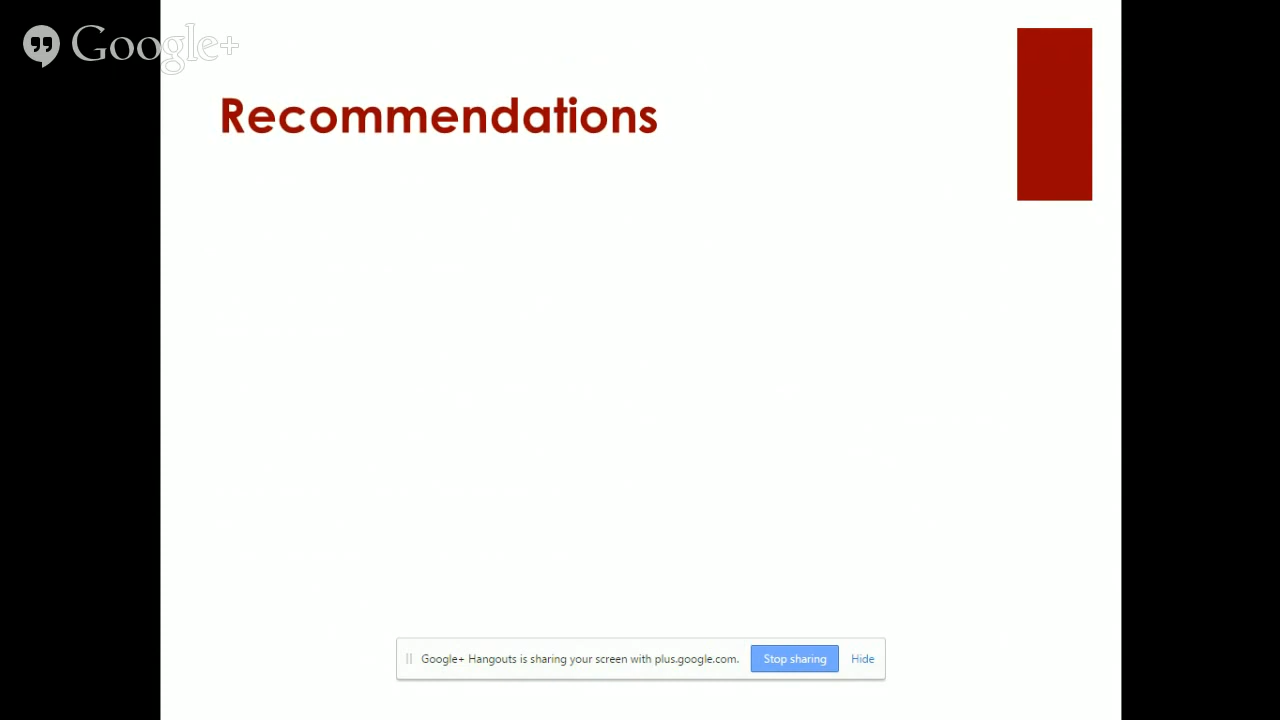 Google+
Recommendations
Google+ Hangouts is sharing your screen with plus.google.com. Stop sharing Hide